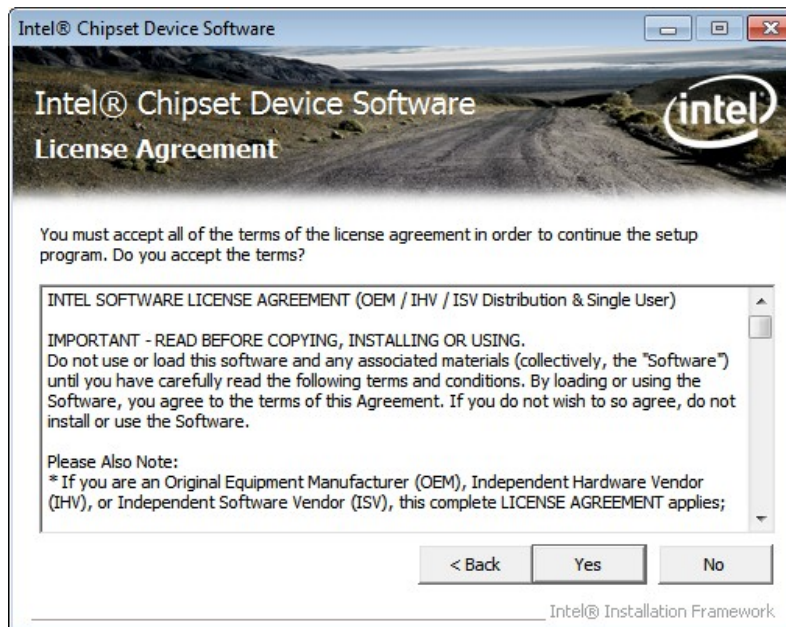 Intel® Chipset Device Software
Intel® Chipset Device Software
intel
License Agreement
You must accept all of the terms of the license agreement in order to continue the setup
program. Do you accept the terms?
INTEL SOFTWARE LICENSE AGREEMENT (OEM / IHV / ISV Distribution & Single User)
IMPORTANT - READ BEFORE COPYING, INSTALLING OR USING.
Do not use or load this software and any associated materials (collectively, the "Software")
until you have carefully read the following terms and conditions. By loading or using the
Software, you agree to the terms of this Agreement. If you do not wish to so agree, do not
install or use the Software.
Please Also Note:
* If you are an Original Equipment Manufacturer (OEM), Independent Hardware Vendor
(IHV), or Independent Software Vendor (ISV), this complete LICENSE AGREEMENT applies;
< Back Yes No
Intel® Installation Framework